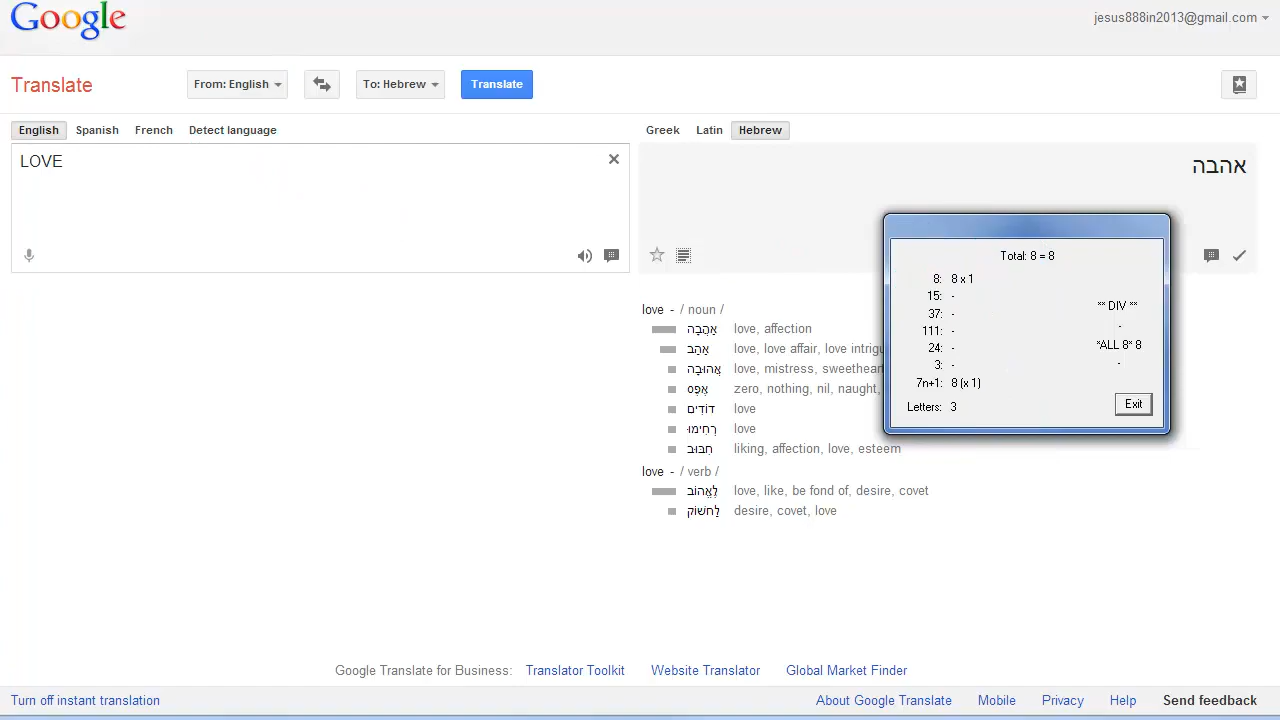 Google
jesus888in2013@gmail.com
Translate
From: English
To: Hebrew
Translate
English Spanish French Detect language
Greek Latin Hebrew
LOVE
אהבה
Total: 8 = 8
8: 8 x 1
15: -
37: -
111: -
24: -
3: -
7n+1: 8 (x 1)
Letters: 3
** DIV **
-
*ALL 8* 8
-
Exit
love - / noun /
אַהֲבָה love, affection
אַהַב love, love affair, love intrigu
אֲהוּבָה love, mistress, sweethear
אֶפֶס zero, nothing, nil, naught,
דוֹדִים love
רְחִימוּ love
חִבּוּב liking, affection, love, esteem
love - / verb /
לֶאֱהוֹב love, like, be fond of, desire, covet
לַחשׁוֹק desire, covet, love
Google Translate for Business: Translator Toolkit Website Translator Global Market Finder
Turn off instant translation
About Google Translate Mobile Privacy Help Send feedback